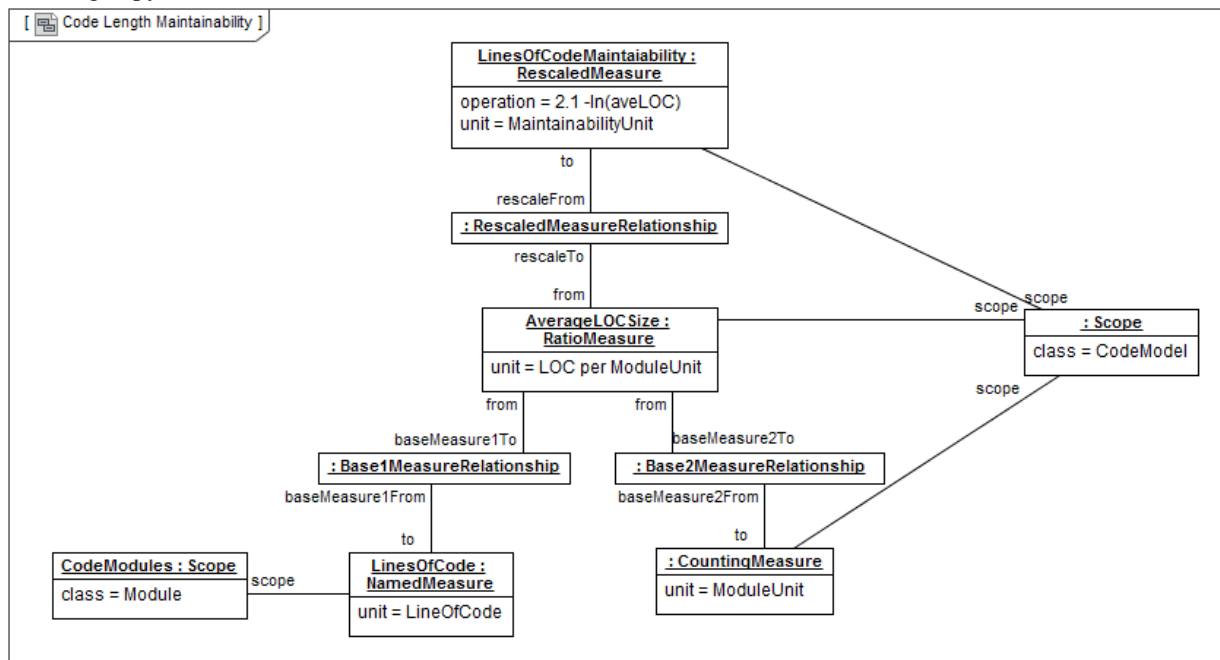 [ Code Length Maintainability ]
LinesOfCodeMaintaiability :
RescaledMeasure
operation = 2.1 -ln(aveLOC)
unit = MaintainabilityUnit
to
rescaleFrom
: RescaledMeasureRelationship
rescaleTo
from
AverageLOCSize :
RatioMeasure
unit = LOC per ModuleUnit
scope
scope
: Scope
class = CodeModel
scope
from
from
baseMeasure1To
baseMeasure2To
: Base1MeasureRelationship
: Base2MeasureRelationship
baseMeasure1From
baseMeasure2From
to
to
CodeModules : Scope
class = Module
scope
LinesOfCode :
NamedMeasure
unit = LineOfCode
: CountingMeasure
unit = ModuleUnit